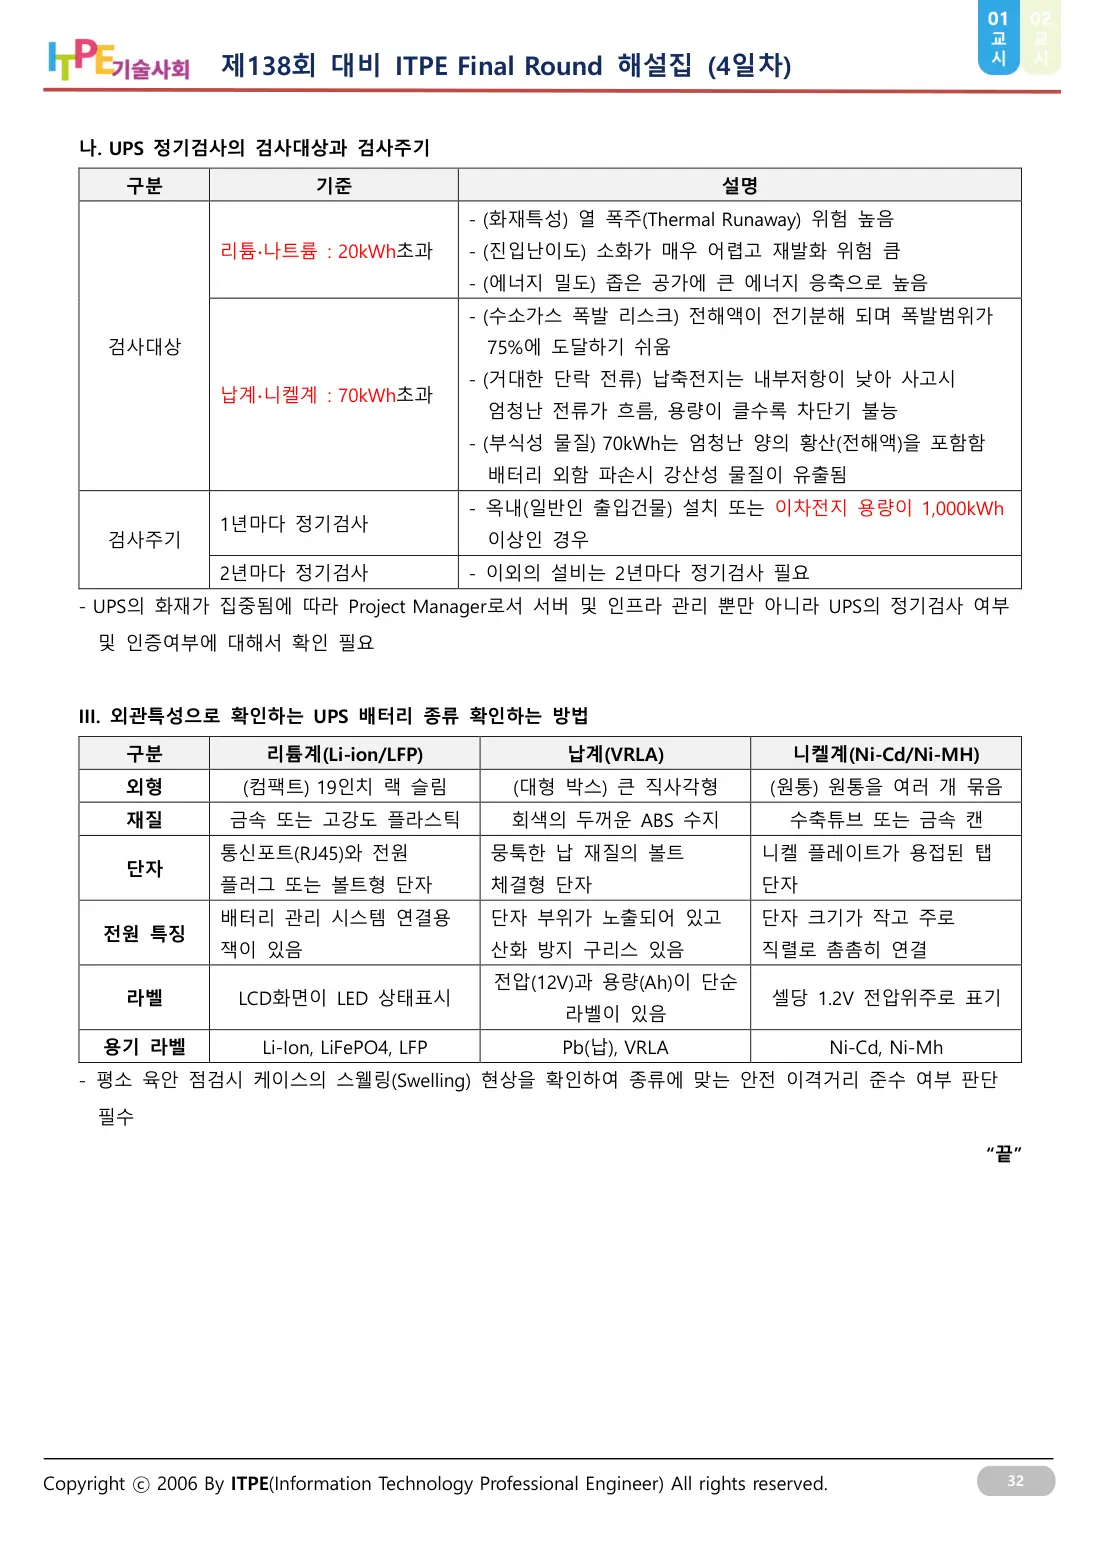 ITPE기술사회 제138회 대비 ITPE Final Round 해설집 (4일차)
01 교시
02 교시
나. UPS 정기검사의 검사대상과 검사주기
구분 기준 설명
검사대상
리튬·나트륨 : 20kWh초과
- (화재특성) 열 폭주(Thermal Runaway) 위험 높음
- (진입난이도) 소화가 매우 어렵고 재발화 위험 큼
- (에너지 밀도) 좁은 공가에 큰 에너지 응축으로 높음
납계·니켈계 : 70kWh초과
- (수소가스 폭발 리스크) 전해액이 전기분해 되며 폭발범위가
75%에 도달하기 쉬움
- (거대한 단락 전류) 납축전지는 내부저항이 낮아 사고시
엄청난 전류가 흐름, 용량이 클수록 차단기 불능
- (부식성 물질) 70kWh는 엄청난 양의 황산(전해액)을 포함함
배터리 외함 파손시 강산성 물질이 유출됨
검사주기
1년마다 정기검사
- 옥내(일반인 출입건물) 설치 또는 이차전지 용량이 1,000kWh
이상인 경우
2년마다 정기검사
- 이외의 설비는 2년마다 정기검사 필요
- UPS의 화재가 집중됨에 따라 Project Manager로서 서버 및 인프라 관리 뿐만 아니라 UPS의 정기검사 여부
및 인증여부에 대해서 확인 필요
III. 외관특성으로 확인하는 UPS 배터리 종류 확인하는 방법
구분 리튬계(Li-ion/LFP) 납계(VRLA) 니켈계(Ni-Cd/Ni-MH)
외형 (컴팩트) 19인치 랙 슬림 (대형 박스) 큰 직사각형 (원통) 원통을 여러 개 묶음
재질 금속 또는 고강도 플라스틱 회색의 두꺼운 ABS 수지 수축튜브 또는 금속 캔
단자
통신포트(RJ45)와 전원
플러그 또는 볼트형 단자
뭉툭한 납 재질의 볼트
체결형 단자
니켈 플레이트가 용접된 탭
단자
전원 특징
배터리 관리 시스템 연결용
잭이 있음
단자 부위가 노출되어 있고
산화 방지 구리스 있음
단자 크기가 작고 주로
직렬로 촘촘히 연결
라벨
LCD화면이 LED 상태표시
전압(12V)과 용량(Ah)이 단순
라벨이 있음
셀당 1.2V 전압위주로 표기
용기 라벨 Li-Ion, LiFePO4, LFP Pb(납), VRLA Ni-Cd, Ni-Mh
- 평소 육안 점검시 케이스의 스웰링(Swelling) 현상을 확인하여 종류에 맞는 안전 이격거리 준수 여부 판단
필수
“끝”
Copyright ⓒ 2006 By ITPE(Information Technology Professional Engineer) All rights reserved.
32